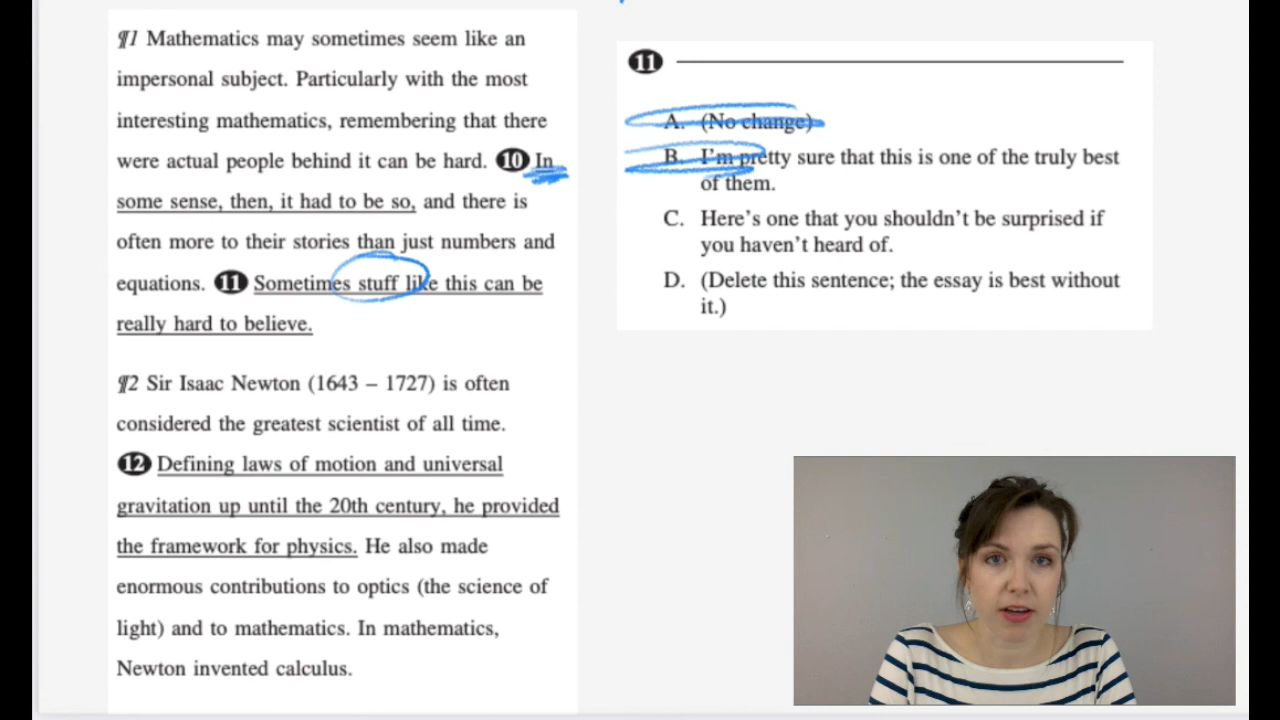 ¶1 Mathematics may sometimes seem like an
impersonal subject. Particularly with the most
interesting mathematics, remembering that there
were actual people behind it can be hard. 10 In
some sense, then, it had to be so, and there is
often more to their stories than just numbers and
equations. 11 Sometimes stuff like this can be
really hard to believe.
¶2 Sir Isaac Newton (1643 – 1727) is often
considered the greatest scientist of all time.
12 Defining laws of motion and universal
gravitation up until the 20th century, he provided
the framework for physics. He also made
enormous contributions to optics (the science of
light) and to mathematics. In mathematics,
Newton invented calculus.
11
A. (No change)
B. I'm pretty sure that this is one of the truly best
of them.
C. Here's one that you shouldn't be surprised if
you haven't heard of.
D. (Delete this sentence; the essay is best without
it.)